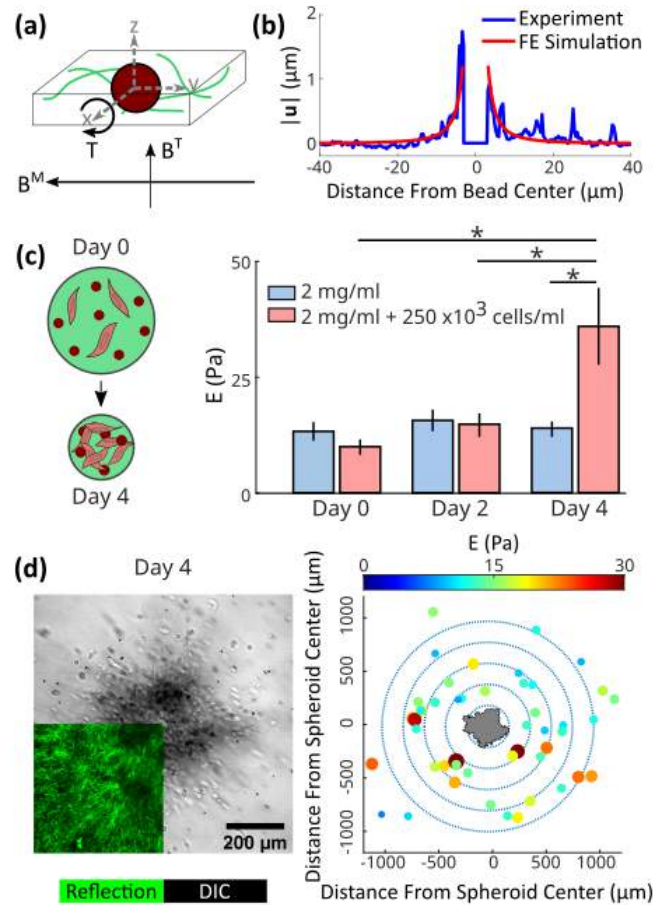 (a)
z
y
x
T
Bᵀ
Bᴹ
(b)
2
1
0
|u| (μm)
Experiment
FE Simulation
-40 -20 0 20 40
Distance From Bead Center (μm)
(c)
Day 0
Day 4
50
25
0
E (Pa)
* 
*
*
2 mg/ml
2 mg/ml + 250 x10³ cells/ml
Day 0 Day 2 Day 4
(d)
Day 4
200 μm
Reflection DIC
E (Pa)
0 15 30
Distance From Spheroid Center (μm)
1000
500
0
-500
-1000
-1000 -500 0 500 1000
Distance From Spheroid Center (μm)